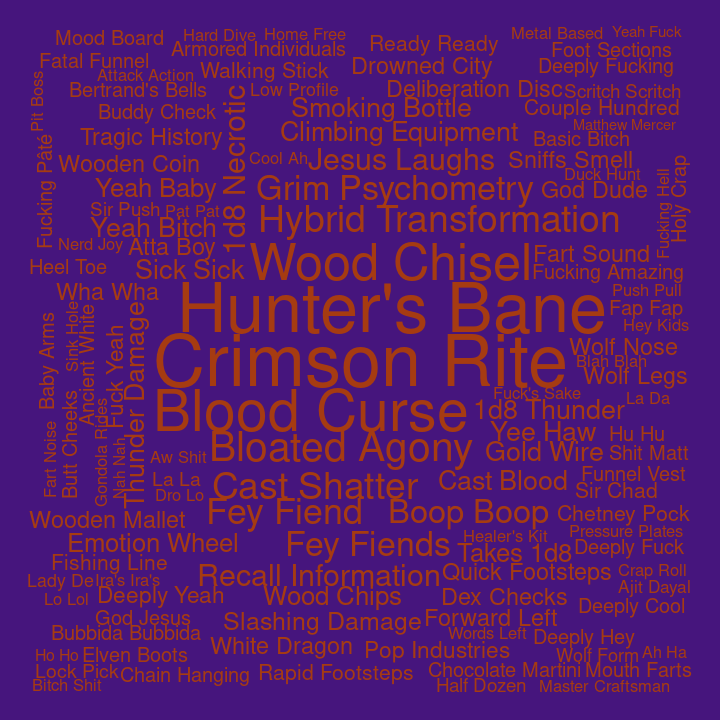 Mood Board
Hard Dive
Home Free
Metal Based
Yeah Fuck
Armored Individuals
Ready Ready
Foot Sections
Fatal Funnel
Attack Action
Walking Stick
Drowned City
Deeply Fucking
Pit Boss
Bertrand's Bells
Low Profile
Deliberation Disc
Scritch Scritch
Buddy Check
Smoking Bottle
Couple Hundred
Tragic History
1d8 Necrotic
Climbing Equipment
Matthew Mercer
Basic Bitch
Fucking Pâté
Wooden Coin
Cool Ah
Jesus Laughs
Sniffs Smell
Duck Hunt
Yeah Baby
Grim Psychometry
God Dude
Fucking Hell
Holy Crap
Sir Push
Pat Pat
Yeah Bitch
Hybrid Transformation
Nerd Joy
Atta Boy
Wood Chisel
Fart Sound
Heel Toe
Sick Sick
Fucking Amazing
Wha Wha
Hunter's Bane
Push Pull
Fap Fap
Hey Kids
Baby Arms
Sink Hole
Ancient White
Fuck Yeah
Thunder Damage
Crimson Rite
Wolf Nose
Blah Blah
Wolf Legs
Blood Curse
Fuck's Sake
La Da
1d8 Thunder
Fart Noise
Butt Cheeks
Gondola Rides
Nah Nah
Bloated Agony
Yee Haw
Hu Hu
Gold Wire
Shit Matt
Aw Shit
La La
Dro Lo
Cast Shatter
Cast Blood
Funnel Vest
Sir Chad
Wooden Mallet
Fey Fiend
Boop Boop
Chetney Pock
Emotion Wheel
Fey Fiends
Healer's Kit
Pressure Plates
Takes 1d8
Deeply Fuck
Fishing Line
Lady De
Ira's Ira's
Recall Information
Quick Footsteps
Crap Roll
Ajit Dayal
Lo Lol
Deeply Yeah
Wood Chips
Dex Checks
Deeply Cool
God Jesus
Slashing Damage
Forward Left
Bubbida Bubbida
Words Left
Deeply Hey
Ho Ho
Elven Boots
White Dragon
Pop Industries
Wolf Form
Ah Ha
Lock Pick
Chain Hanging
Rapid Footsteps
Chocolate Martini
Mouth Farts
Bitch Shit
Half Dozen
Master Craftsman